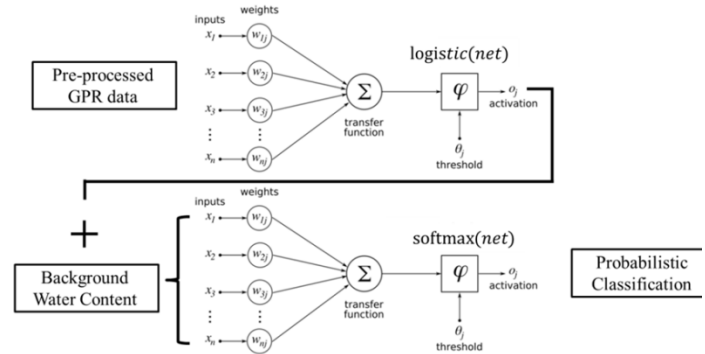 weights
inputs
x₁
w₁ⱼ
logistic(net)
Pre-processed
GPR data
x₂
w₂ⱼ
x₃
w₃ⱼ
Σ
φ
oⱼ
activation
transfer
function
⋮ ⋮
xₙ
wₙⱼ
θⱼ
threshold
weights
inputs
x₁
w₁ⱼ
+
softmax(net)
Background
Water Content
x₂
w₂ⱼ
x₃
w₃ⱼ
Σ
φ
oⱼ
activation
Probabilistic
Classification
transfer
function
⋮ ⋮
xₙ
wₙⱼ
θⱼ
threshold